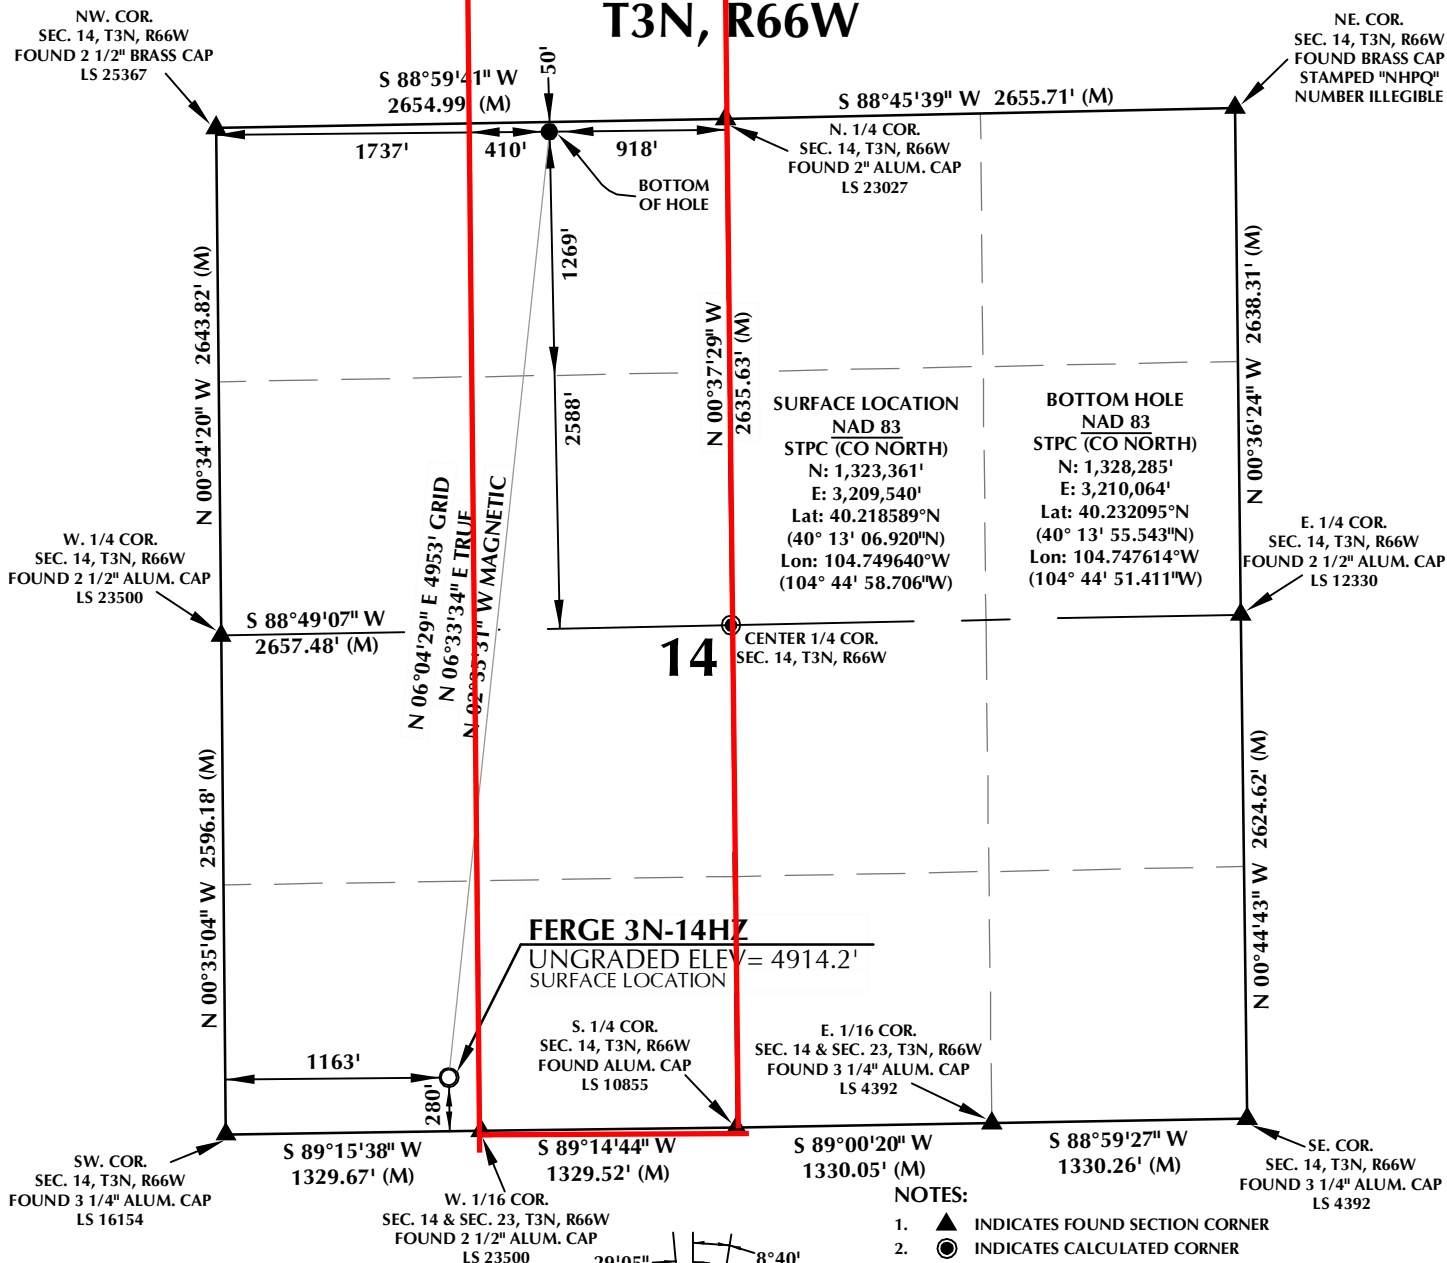 T3N, R66W
NW. COR.
SEC. 14, T3N, R66W
FOUND 2 1/2" BRASS CAP
LS 25367
S 88°59'41" W
2654.99' (M)
50'
S 88°45'39" W 2655.71' (M)
NE. COR.
SEC. 14, T3N, R66W
FOUND BRASS CAP
STAMPED "NHPQ"
NUMBER ILLEGIBLE
1737'
410'
918'
N. 1/4 COR.
SEC. 14, T3N, R66W
FOUND 2" ALUM. CAP
LS 23027
BOTTOM
OF HOLE
1269'
2588'
N 00°34'20" W 2643.82' (M)
N 00°37'29" W
2635.63' (M)
N 00°36'24" W 2638.31' (M)
SURFACE LOCATION
NAD 83
STPC (CO NORTH)
N: 1,323,361'
E: 3,209,540'
Lat: 40.218589°N
(40° 13' 06.920"N)
Lon: 104.749640°W
(104° 44' 58.706"W)
BOTTOM HOLE
NAD 83
STPC (CO NORTH)
N: 1,328,285'
E: 3,210,064'
Lat: 40.232095°N
(40° 13' 55.543"N)
Lon: 104.747614°W
(104° 44' 51.411"W)
W. 1/4 COR.
SEC. 14, T3N, R66W
FOUND 2 1/2" ALUM. CAP
LS 23500
E. 1/4 COR.
SEC. 14, T3N, R66W
FOUND 2 1/2" ALUM. CAP
LS 12330
S 88°49'07" W
2657.48' (M)
N 06°04'29" E 4953' GRID
N 06°33'34" E TRUE
W MAGNETIC
14
CENTER 1/4 COR.
SEC. 14, T3N, R66W
N 00°35'04" W 2596.18' (M)
N 00°44'43" W 2624.62' (M)
FERGE 3N-14HZ
UNGRADED ELEV= 4914.2'
SURFACE LOCATION
1163'
280'
S. 1/4 COR.
SEC. 14, T3N, R66W
FOUND ALUM. CAP
LS 10855
E. 1/16 COR.
SEC. 14 & SEC. 23, T3N, R66W
FOUND 3 1/4" ALUM. CAP
LS 4392
S 89°15'38" W
1329.67' (M)
S 89°14'44" W
1329.52' (M)
S 89°00'20" W
1330.05' (M)
S 88°59'27" W
1330.26' (M)
SW. COR.
SEC. 14, T3N, R66W
FOUND 3 1/4" ALUM. CAP
LS 16154
W. 1/16 COR.
SEC. 14 & SEC. 23, T3N, R66W
FOUND 2 1/2" ALUM. CAP
LS 23500
SE. COR.
SEC. 14, T3N, R66W
FOUND 3 1/4" ALUM. CAP
LS 4392
NOTES:
1. INDICATES FOUND SECTION CORNER
2. INDICATES CALCULATED CORNER
29'05"
8°40'